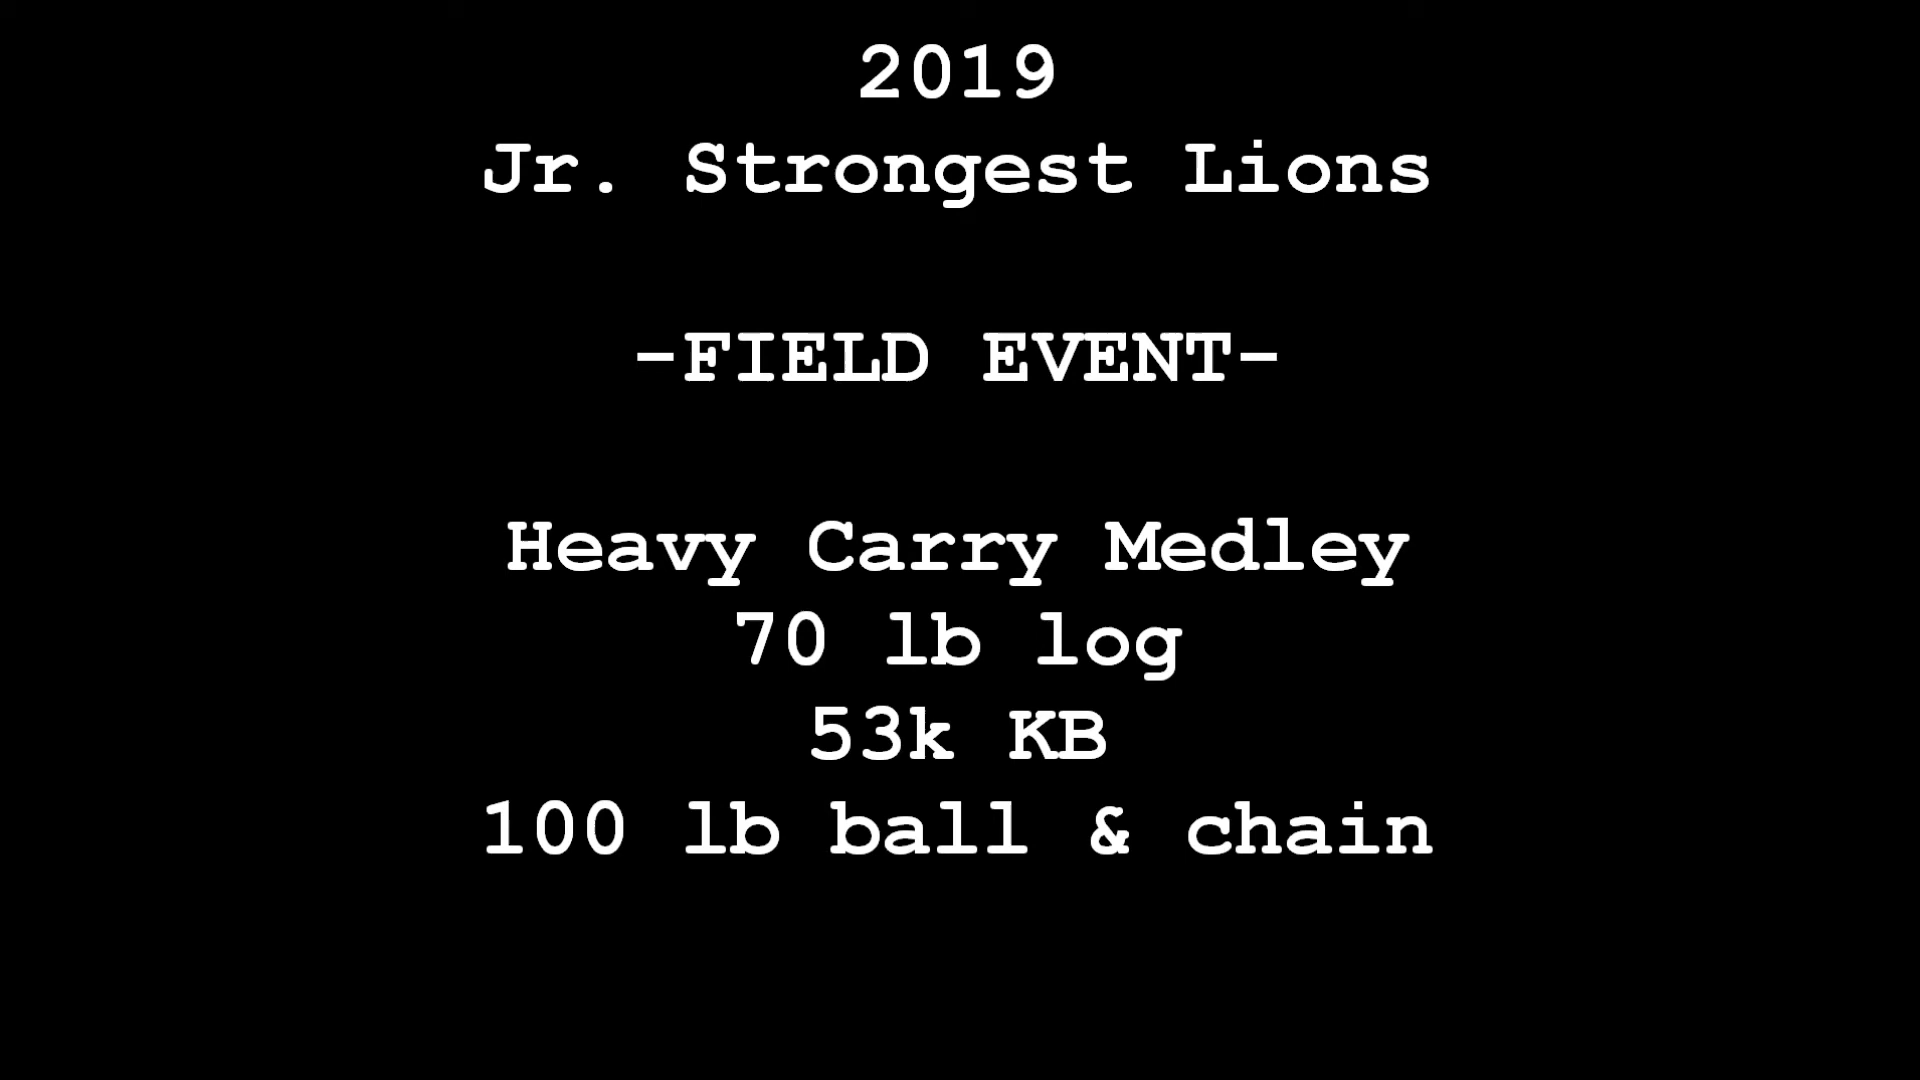 2019
Jr. Strongest Lions
-FIELD EVENT-
Heavy Carry Medley
70 lb log
53k KB
100 lb ball & chain